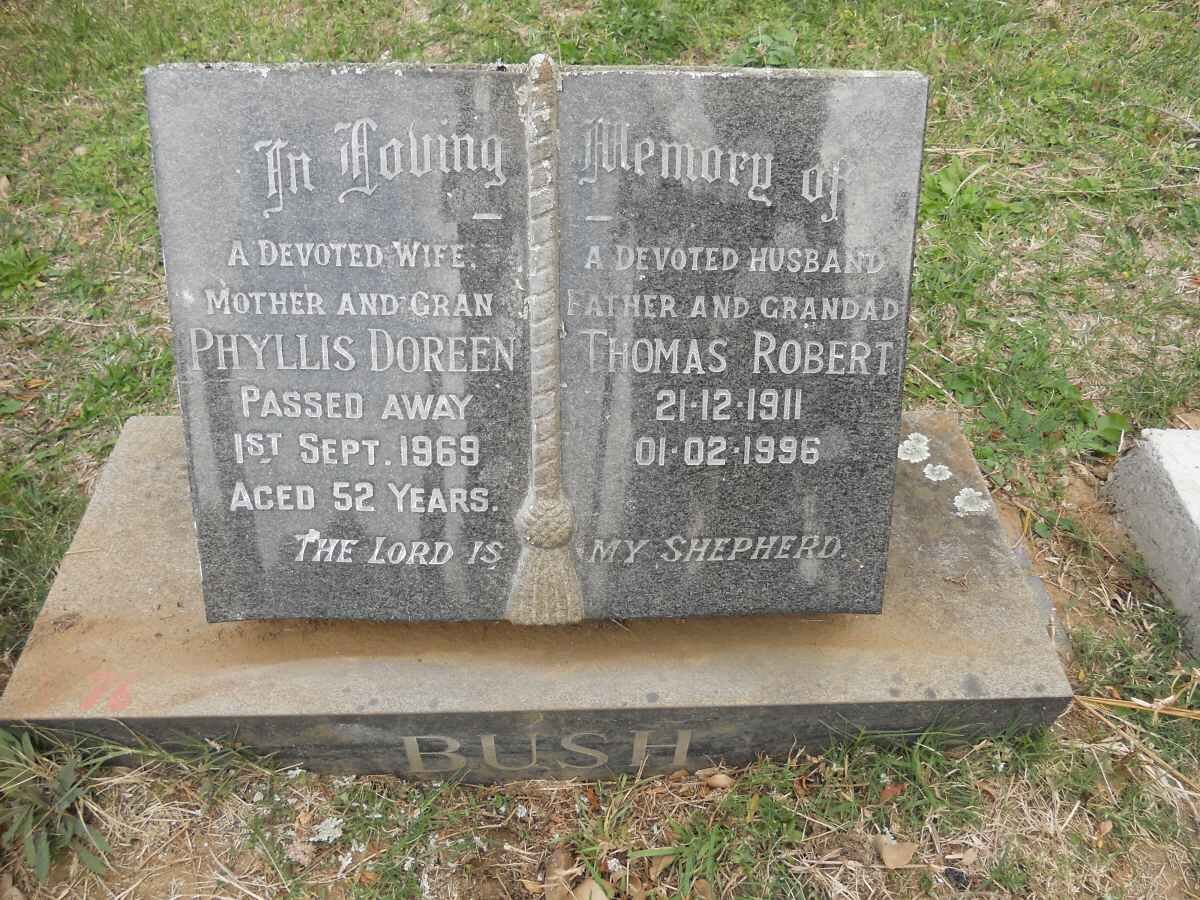 In Loving Memory of
A DEVOTED WIFE,
MOTHER AND GRAN
PHYLLIS DOREEN
PASSED AWAY
1ST SEPT. 1969
AGED 52 YEARS.
A DEVOTED HUSBAND
FATHER AND GRANDAD
THOMAS ROBERT
21·12·1911
01·02·1996
THE LORD IS MY SHEPHERD.
BUSH